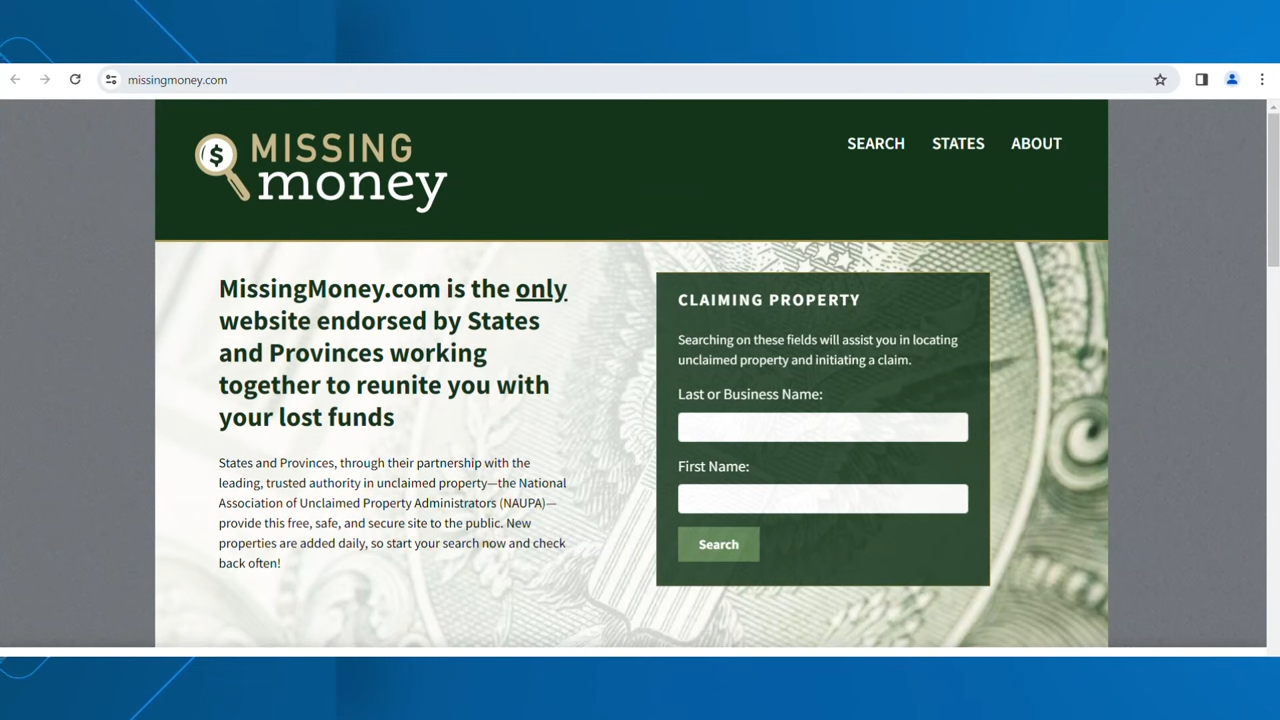 missingmoney.com
MISSING
money
SEARCH STATES ABOUT
MissingMoney.com is the only
website endorsed by States
and Provinces working
together to reunite you with
your lost funds
States and Provinces, through their partnership with the
leading, trusted authority in unclaimed property—the National
Association of Unclaimed Property Administrators (NAUPA)—
provide this free, safe, and secure site to the public. New
properties are added daily, so start your search now and check
back often!
CLAIMING PROPERTY
Searching on these fields will assist you in locating
unclaimed property and initiating a claim.
Last or Business Name:
First Name:
Search